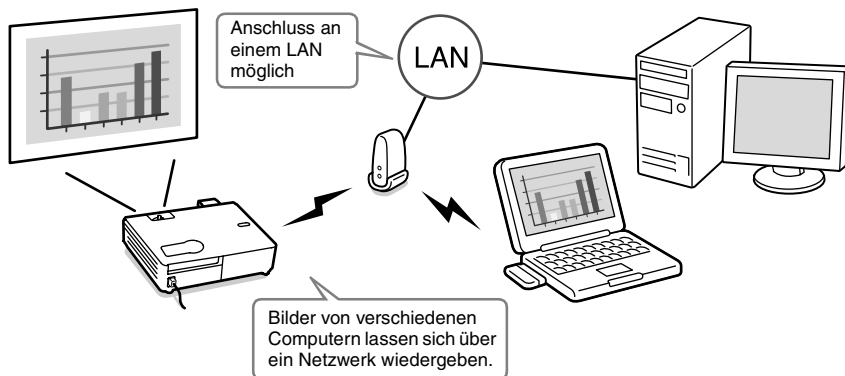 Anschluss an
einem LAN
möglich
LAN
Bilder von verschiedenen
Computern lassen sich über
ein Netzwerk wiedergeben.